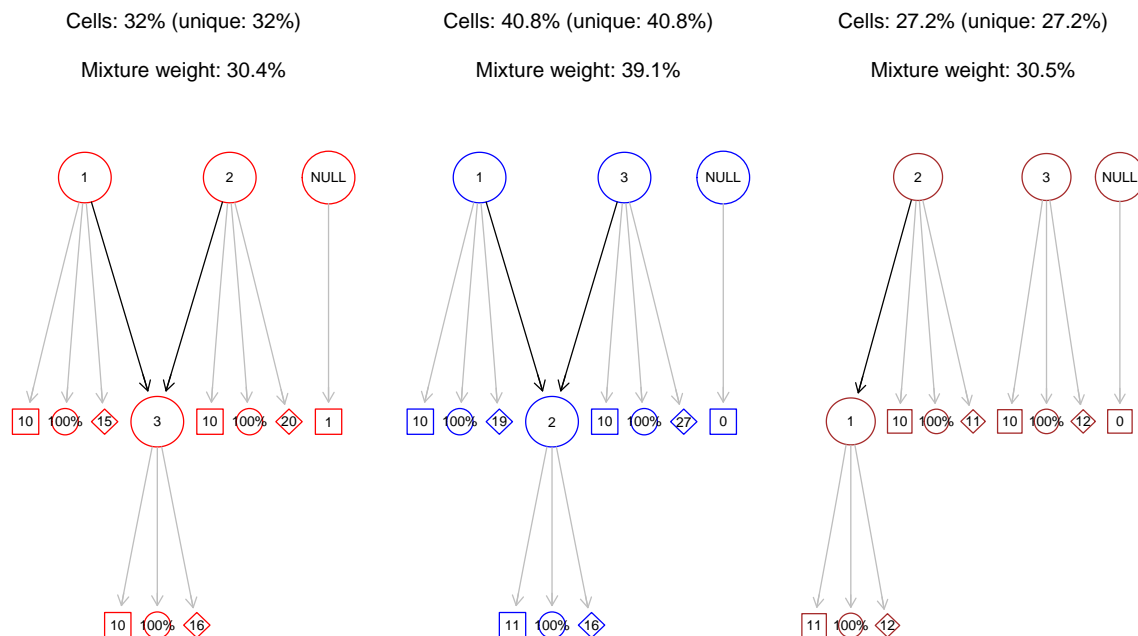 Cells: 32% (unique: 32%)
Mixture weight: 30.4%
1 2 NULL
10 100% 15 3 10 100% 20 1
10 100% 16
Cells: 40.8% (unique: 40.8%)
Mixture weight: 39.1%
1 3 NULL
10 100% 19 2 10 100% 27 0
11 100% 16
Cells: 27.2% (unique: 27.2%)
Mixture weight: 30.5%
2 3 NULL
1 10 100% 11 10 100% 12 0
11 100% 12